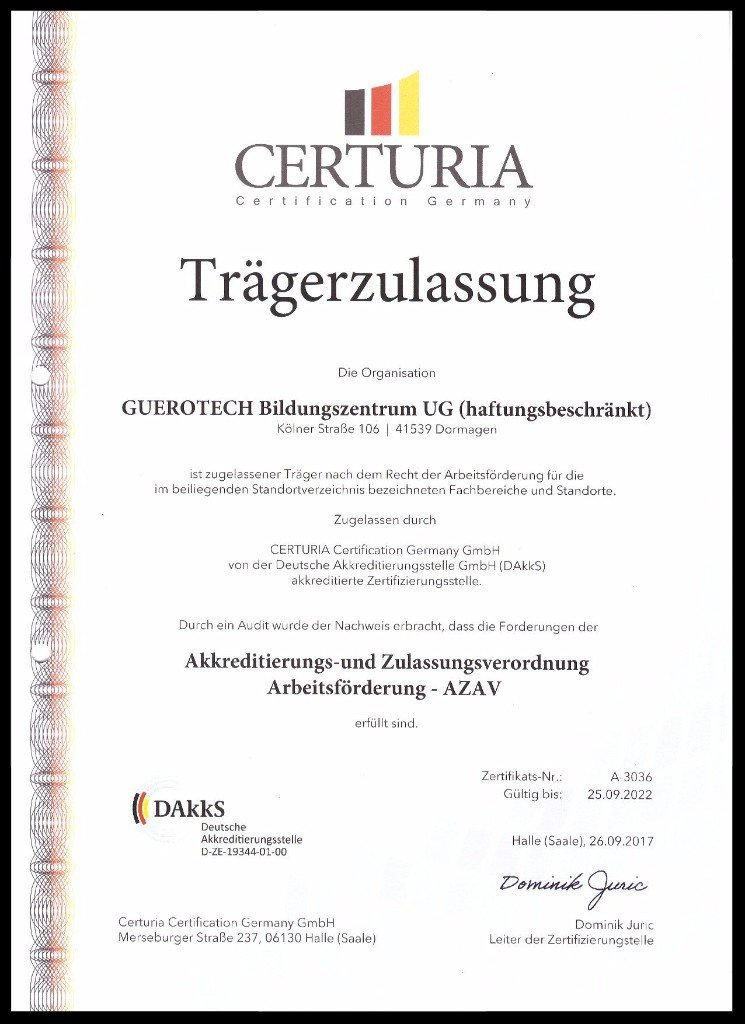 CERTURIA
Certification Germany
Trägerzulassung
Die Organisation
GUEROTECH Bildungszentrum UG (haftungsbeschränkt)
Kölner Straße 106 | 41539 Dormagen
ist zugelassener Träger nach dem Recht der Arbeitsförderung für die
im beiliegenden Standortverzeichnis bezeichneten Fachbereiche und Standorte.
Zugelassen durch
CERTURIA Certification Germany GmbH
von der Deutsche Akkreditierungsstelle GmbH (DAkkS)
akkreditierte Zertifizierungsstelle.
Durch ein Audit wurde der Nachweis erbracht, dass die Forderungen der
Akkreditierungs-und Zulassungsverordnung
Arbeitsförderung - AZAV
erfüllt sind.
Zertifikats-Nr.: A-3036
Gültig bis: 25.09.2022
DAkkS
Deutsche
Akkreditierungsstelle
D-ZE-19344-01-00
Halle (Saale), 26.09.2017
Dominik Juric
Certuria Certification Germany GmbH
Merseburger Straße 237, 06130 Halle (Saale)
Dominik Juric
Leiter der Zertifizierungstelle